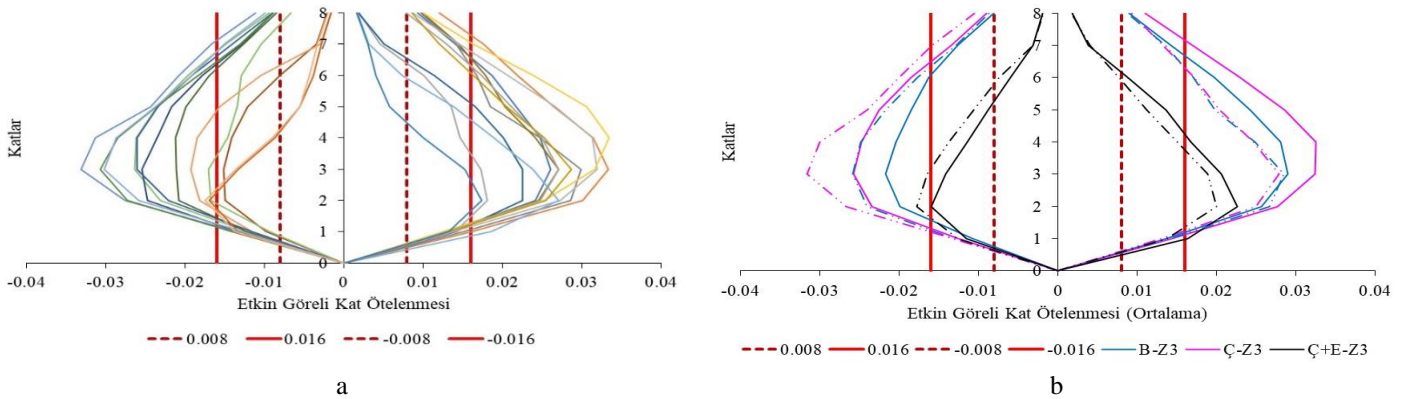 8
7
6
5
4
3
2
1
0
Katlar
-0.04 -0.03 -0.02 -0.01 0 0.01 0.02 0.03 0.04
Etkin Göreli Kat Ötelenmesi
0.008 0.016 -0.008 -0.016
a
8
7
6
5
4
3
2
1
0
Katlar
-0.04 -0.03 -0.02 -0.01 0 0.01 0.02 0.03 0.04
Etkin Göreli Kat Ötelenmesi (Ortalama)
0.008 0.016 -0.008 -0.016 B-Z3 Ç-Z3 Ç+E-Z3
b